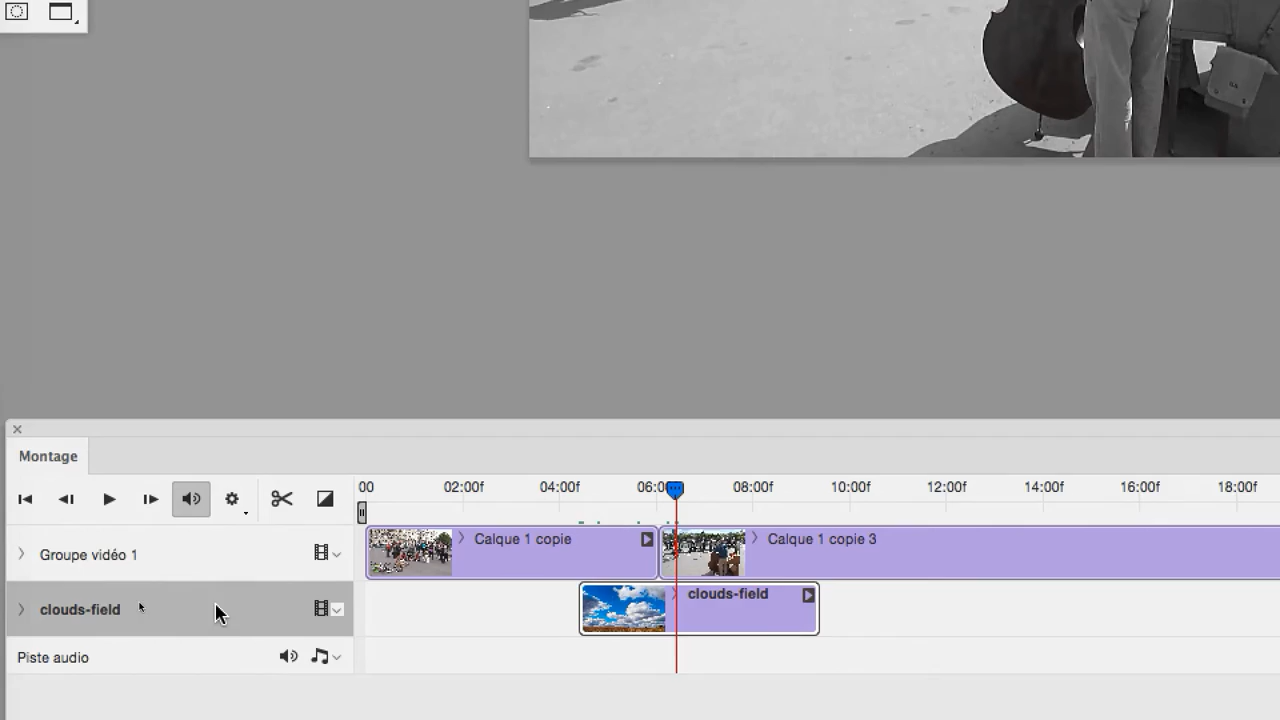 Montage
00 02:00f 04:00f 06:00 08:00f 10:00f 12:00f 14:00f 16:00f 18:00f
Groupe vidéo 1
Calque 1 copie
Calque 1 copie 3
clouds-field
clouds-field
Piste audio